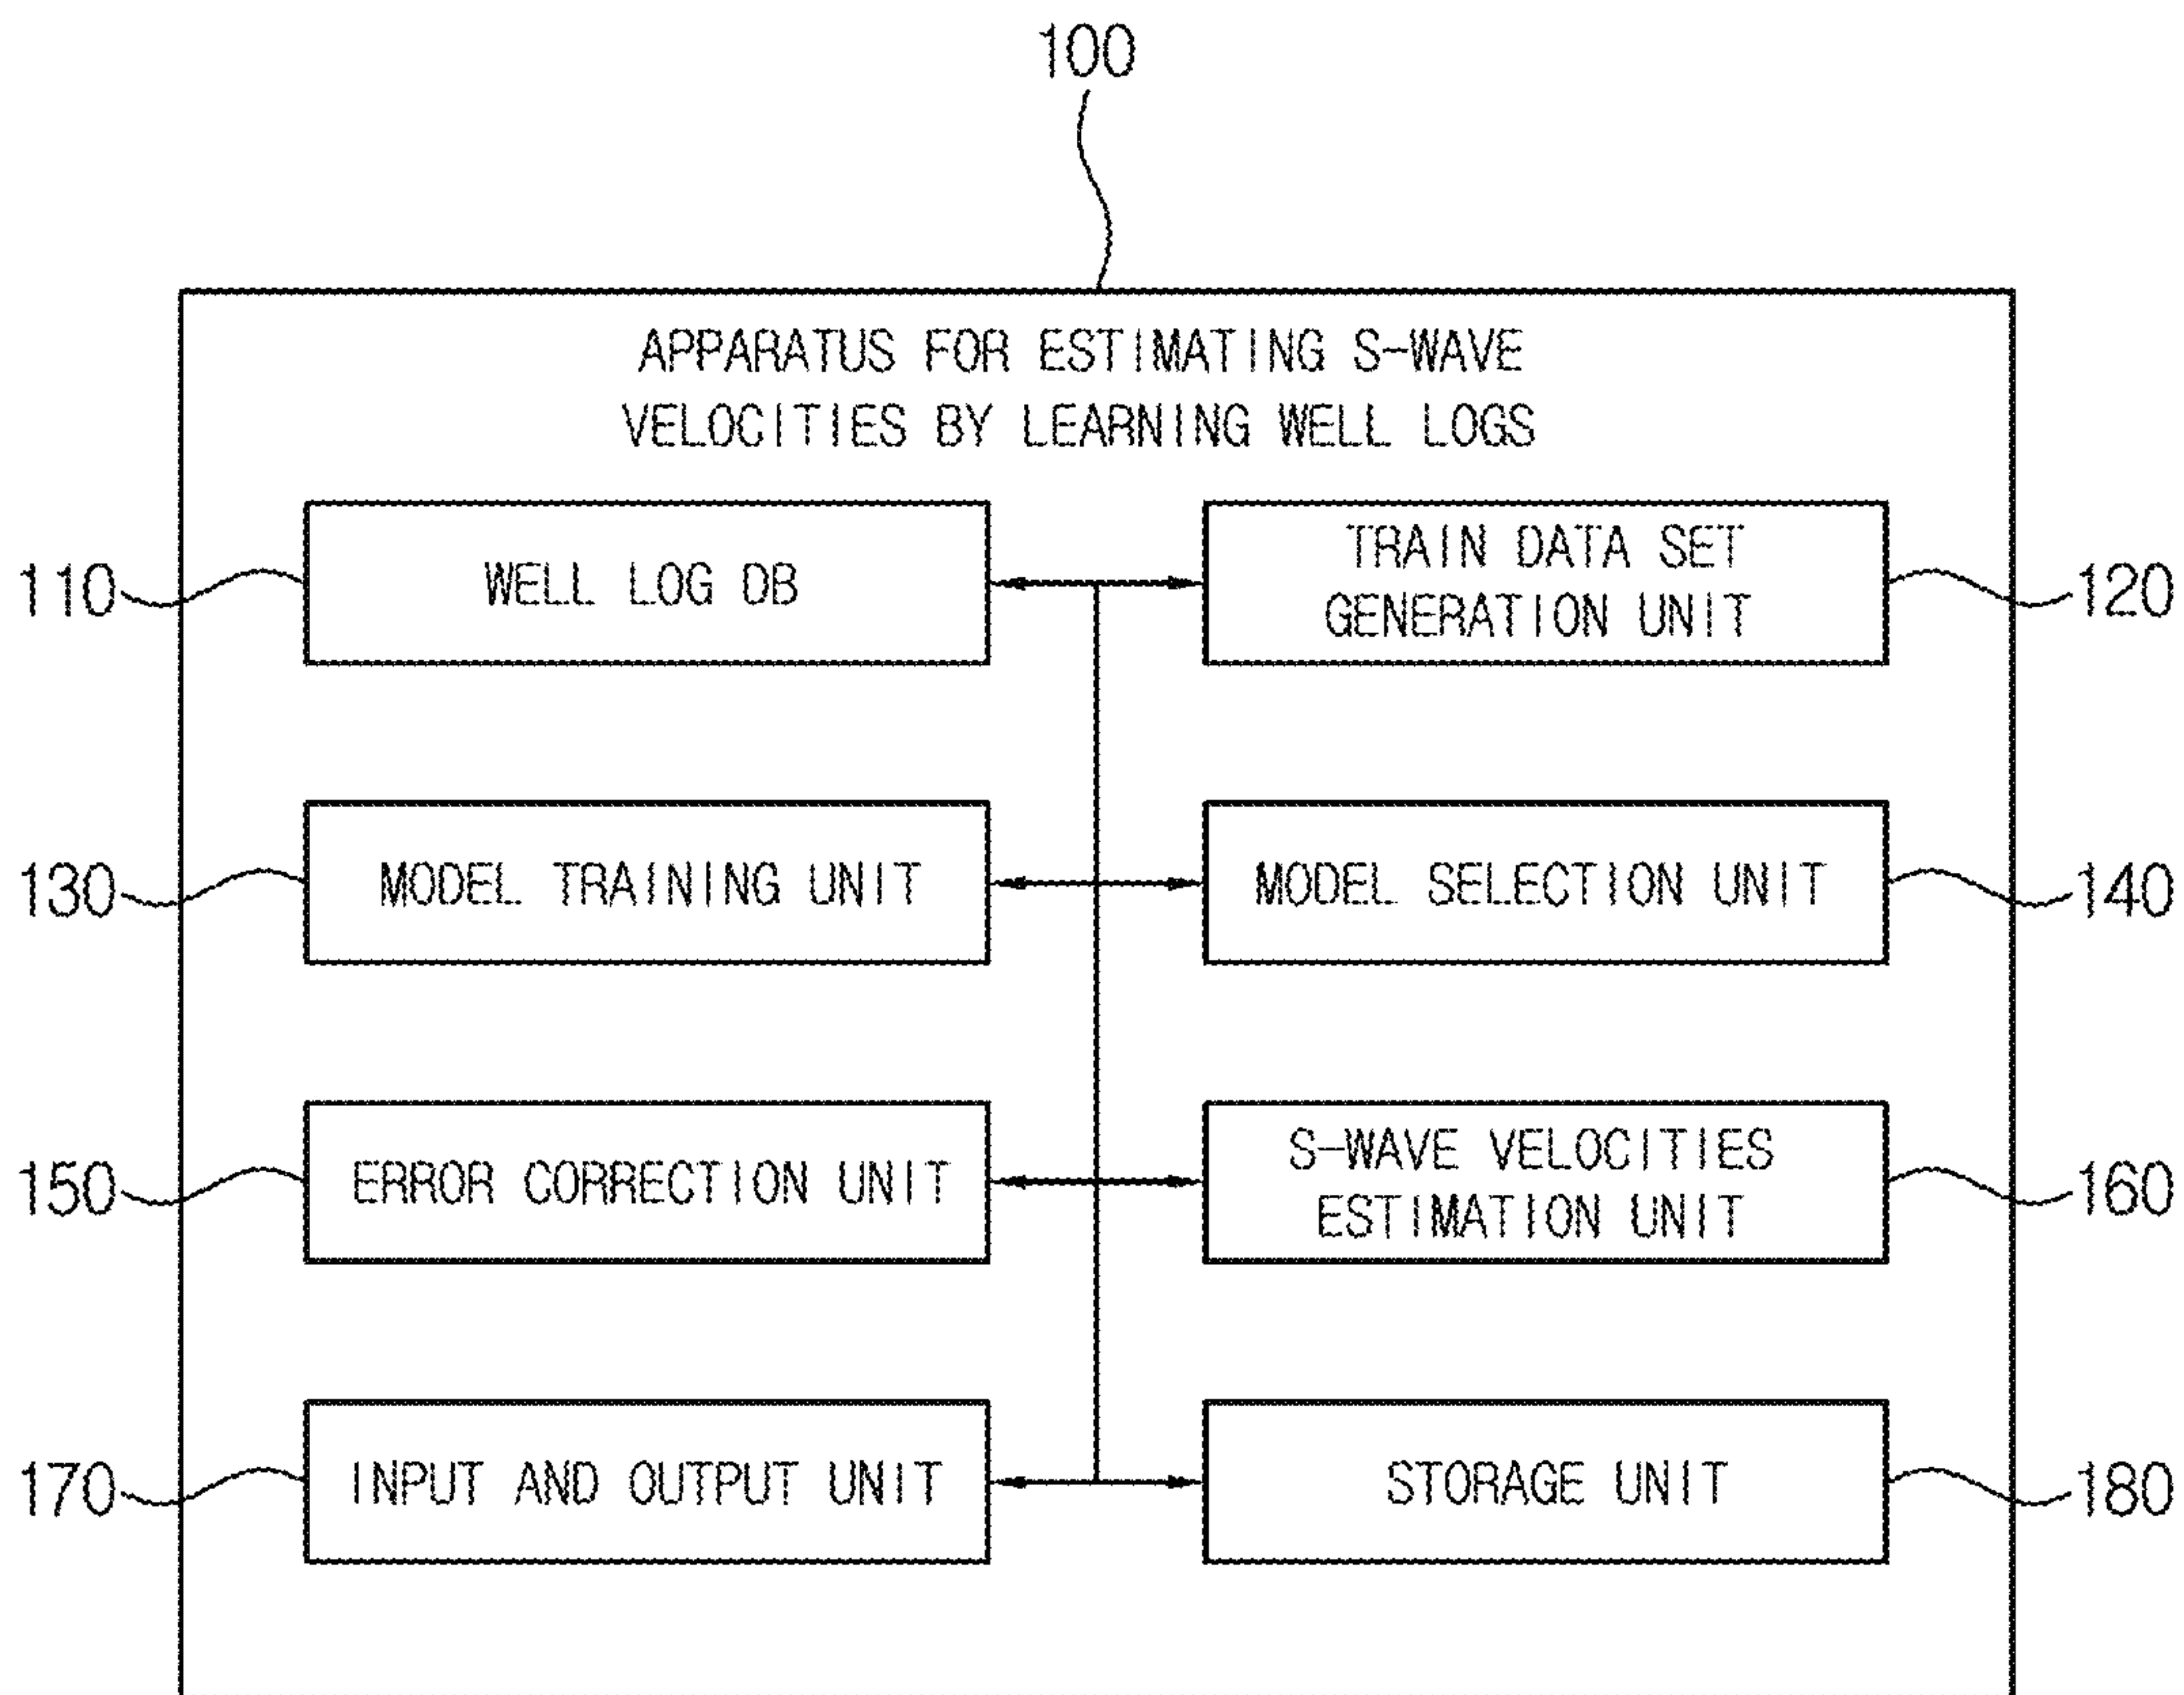 100
APPARATUS FOR ESTIMATING S-WAVE
VELOCITIES BY LEARNING WELL LOGS
110
WELL LOG DB
TRAIN DATA SET
GENERATION UNIT
120
130
MODEL TRAINING UNIT
MODEL SELECTION UNIT
140
150
ERROR CORRECTION UNIT
S-WAVE VELOCITIES
ESTIMATION UNIT
160
170
INPUT AND OUTPUT UNIT
STORAGE UNIT
180